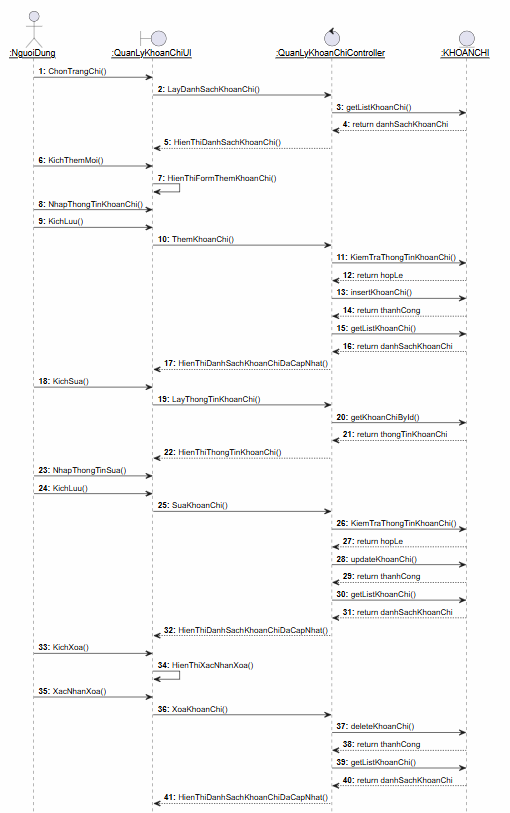 :NguoiDung :QuanLyKhoanChiUI :QuanLyKhoanChiController :KHOANCHI
1: ChonTrangChi()
2: LayDanhSachKhoanChi()
3: getListKhoanChi()
4: return danhSachKhoanChi
5: HienThiDanhSachKhoanChi()
6: KichThemMoi()
7: HienThiFormThemKhoanChi()
8: NhapThongTinKhoanChi()
9: KichLuu()
10: ThemKhoanChi()
11: KiemTraThongTinKhoanChi()
12: return hopLe
13: insertKhoanChi()
14: return thanhCong
15: getListKhoanChi()
16: return danhSachKhoanChi
17: HienThiDanhSachKhoanChiDaCapNhat()
18: KichSua()
19: LayThongTinKhoanChi()
20: getKhoanChiById()
21: return thongTinKhoanChi
22: HienThiThongTinKhoanChi()
23: NhapThongTinSua()
24: KichLuu()
25: SuaKhoanChi()
26: KiemTraThongTinKhoanChi()
27: return hopLe
28: updateKhoanChi()
29: return thanhCong
30: getListKhoanChi()
31: return danhSachKhoanChi
32: HienThiDanhSachKhoanChiDaCapNhat()
33: KichXoa()
34: HienThiXacNhanXoa()
35: XacNhanXoa()
36: XoaKhoanChi()
37: deleteKhoanChi()
38: return thanhCong
39: getListKhoanChi()
40: return danhSachKhoanChi
41: HienThiDanhSachKhoanChiDaCapNhat()